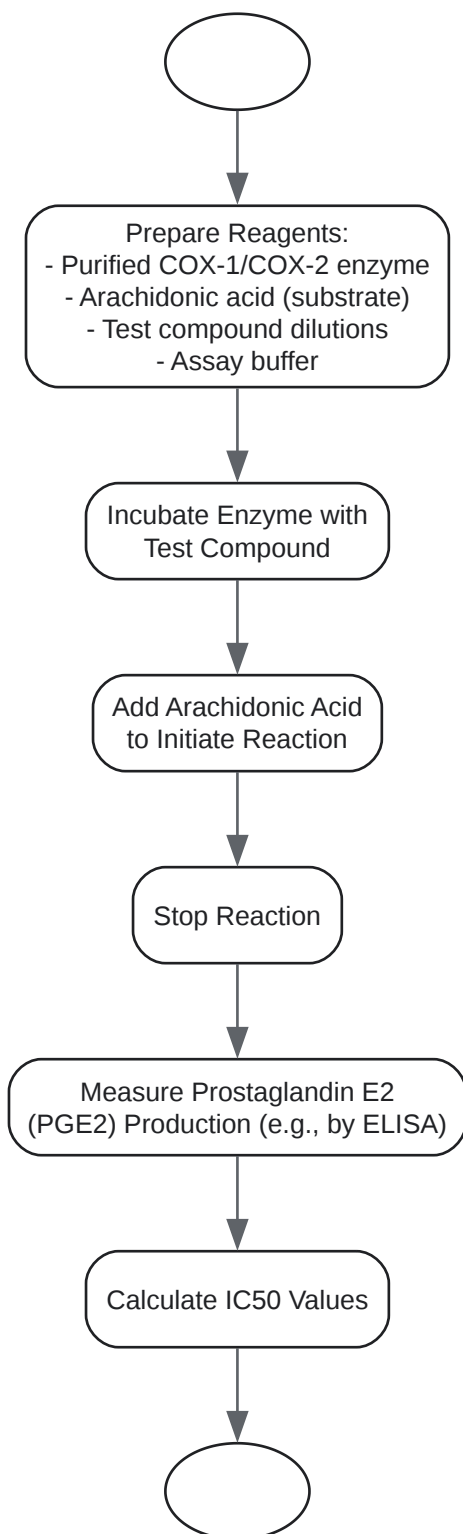 Prepare Reagents:
- Purified COX-1/COX-2 enzyme
- Arachidonic acid (substrate)
- Test compound dilutions
- Assay buffer
Incubate Enzyme with
Test Compound
Add Arachidonic Acid
to Initiate Reaction
Stop Reaction
Measure Prostaglandin E2
(PGE2) Production (e.g., by ELISA)
Calculate IC50 Values